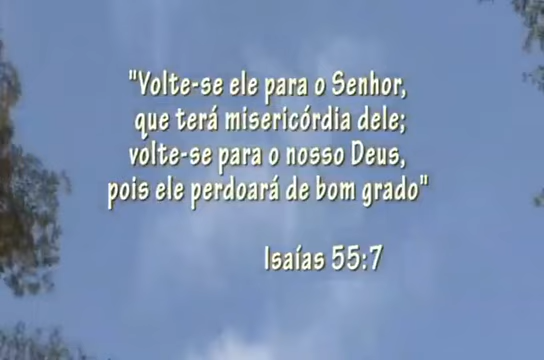 "Volte-se ele para o Senhor,
que terá misericórdia dele;
volte-se para o nosso Deus,
pois ele perdoará de bom grado"
Isaías 55:7